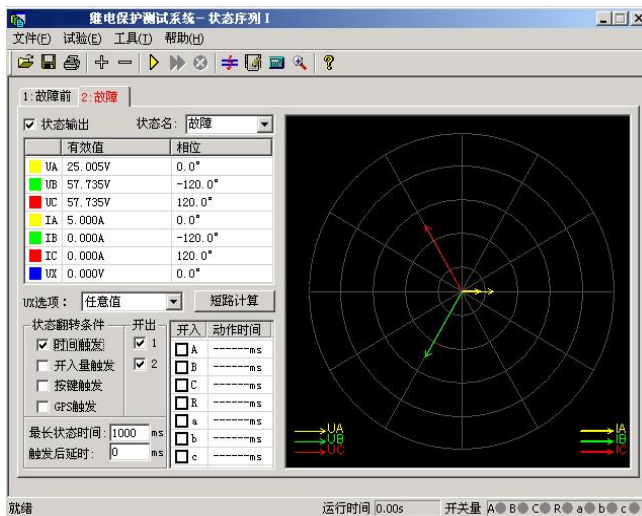 继电保护测试系统-状态序列 I
文件(F) 试验(E) 工具(T) 帮助(H)
1:故障前 2:故障
状态输出 状态名: 故障
有效值 相位
UA 25.005V 0.0°
UB 57.735V -120.0°
UC 57.735V 120.0°
IA 5.000A 0.0°
IB 0.000A -120.0°
IC 0.000A 120.0°
UX 0.000V 0.0°
UX选项: 任意值 短路计算
状态翻转条件 开出 开入 动作时间
时间触发 1 A ------ms
开入量触发 2 B ------ms
按键触发 C ------ms
GPS触发 R ------ms
a ------ms
最长状态时间: 1000 ms b ------ms
触发后延时: 0 ms c ------ms
UA IA
UB IB
UC IC
就绪 运行时间 0.00s 开关量 A B C R a b c